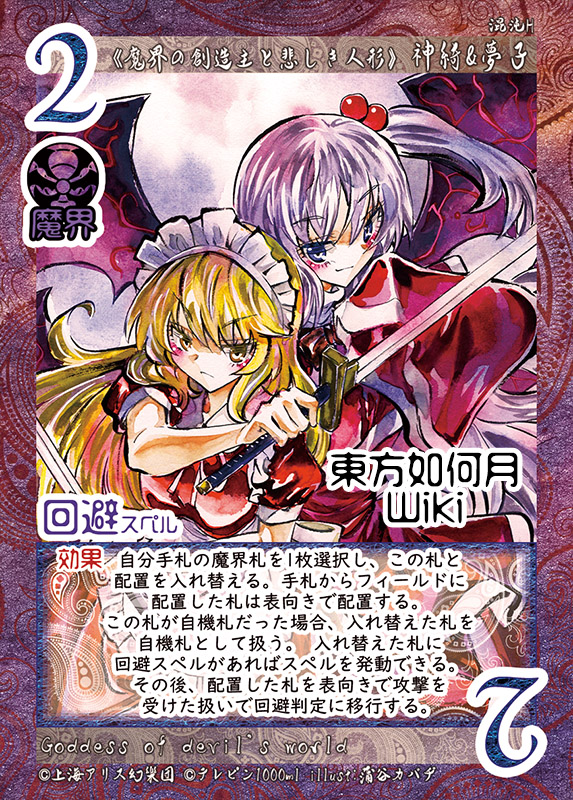 混沌H
2
《魔界の創造主と悲しき人形》 神綺&夢子
魔界
東方如何月
Wiki
回避スペル
効果
自分手札の魔界札を1枚選択し、この札と
配置を入れ替える。手札からフィールドに
配置した札は表向きで配置する。
この札が自機札だった場合、入れ替えた札を
自機札として扱う。 入れ替えた札に
回避スペルがあればスペルを発動できる。
その後、配置した札を表向きで攻撃を
受けた扱いで回避判定に移行する。
2
Goddess of devil's world
©上海アリス幻樂団 ©テレピン1000ml illust:蒲谷カバヂ